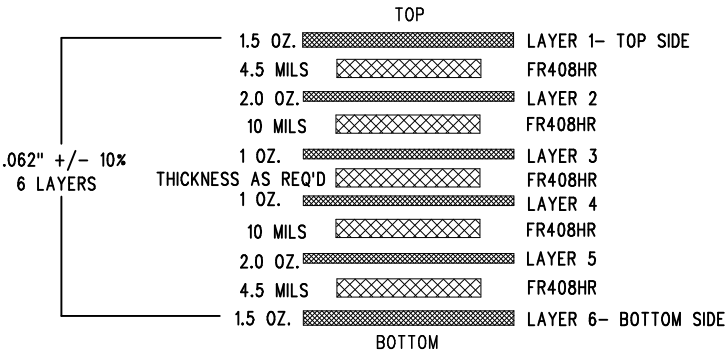 TOP
1.5 OZ. LAYER 1- TOP SIDE
4.5 MILS FR408HR
2.0 OZ. LAYER 2
10 MILS FR408HR
1 OZ. LAYER 3
.062" +/- 10%
6 LAYERS
THICKNESS AS REQ'D FR408HR
1 OZ. LAYER 4
10 MILS FR408HR
2.0 OZ. LAYER 5
4.5 MILS FR408HR
1.5 OZ. LAYER 6- BOTTOM SIDE
BOTTOM